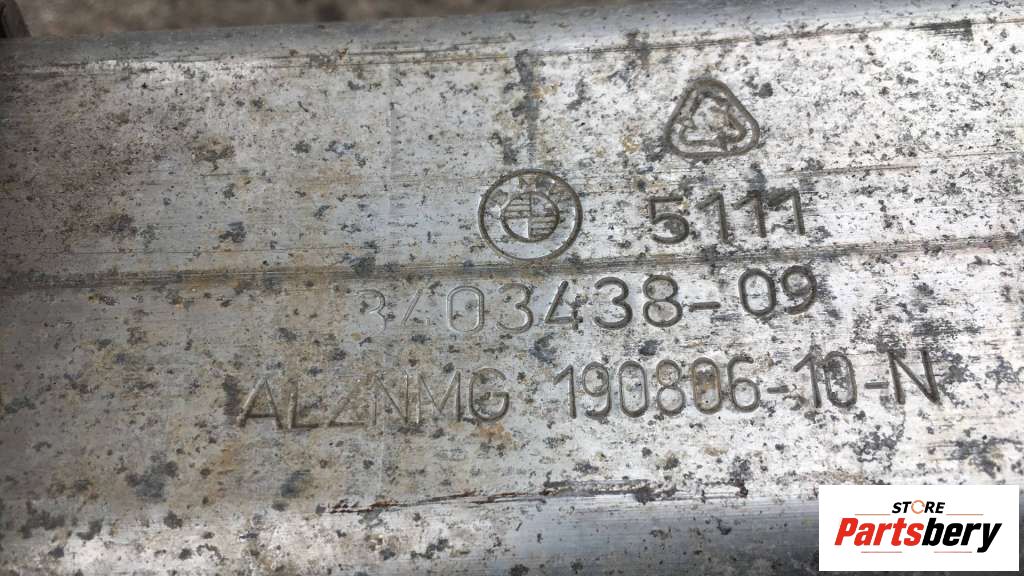 5111
3403438-09
ALZNMG 190806-10-N
STORE
Partsbery